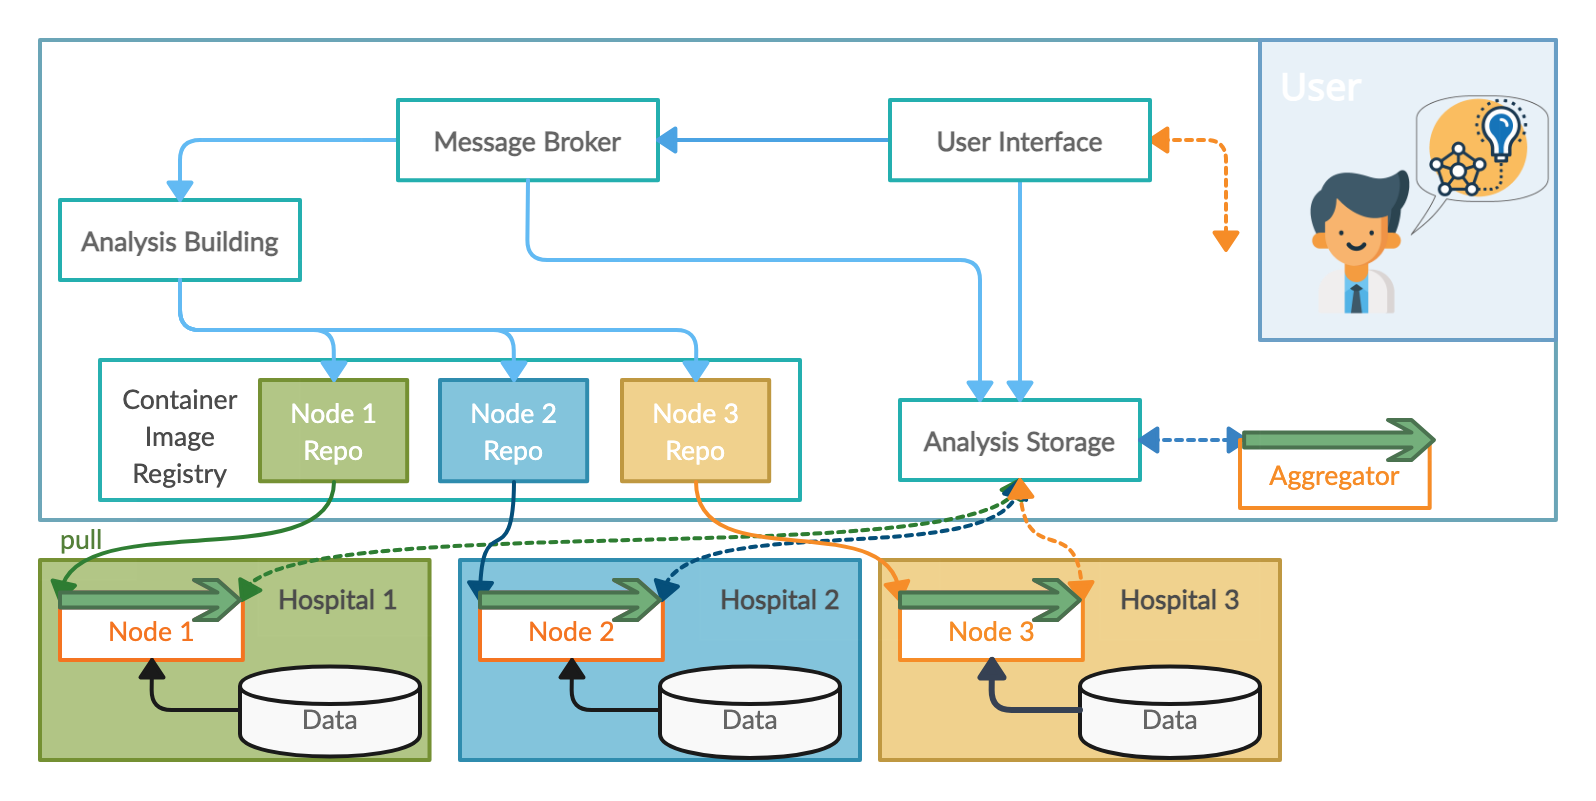 User
Message Broker
User Interface
Analysis Building
Container
Image
Registry
Node 1
Repo
Node 2
Repo
Node 3
Repo
Analysis Storage
Aggregator
pull
Hospital 1
Node 1
Data
Hospital 2
Node 2
Data
Hospital 3
Node 3
Data